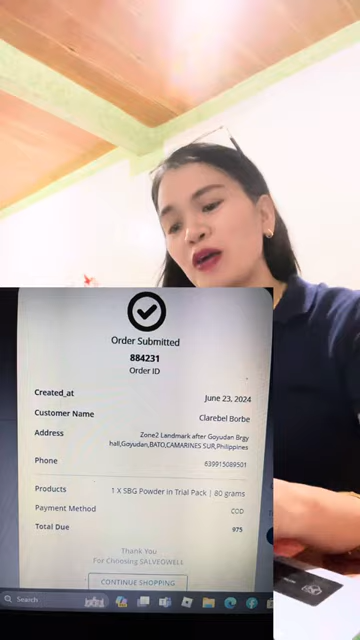 Order Submitted
884231
Order ID
Created_at June 23, 2024
Customer Name Clarebel Borbe
Address Zone2 Landmark after Goyudan Brgy
hall,Goyudan,BATO,CAMARINES SUR,Philippines
Phone 639915089501
Products 1 X SBG Powder in Trial Pack | 80 grams
Payment Method COD
Total Due 975
Thank You
For Choosing SALVEOWELL
CONTINUE SHOPPING
Search